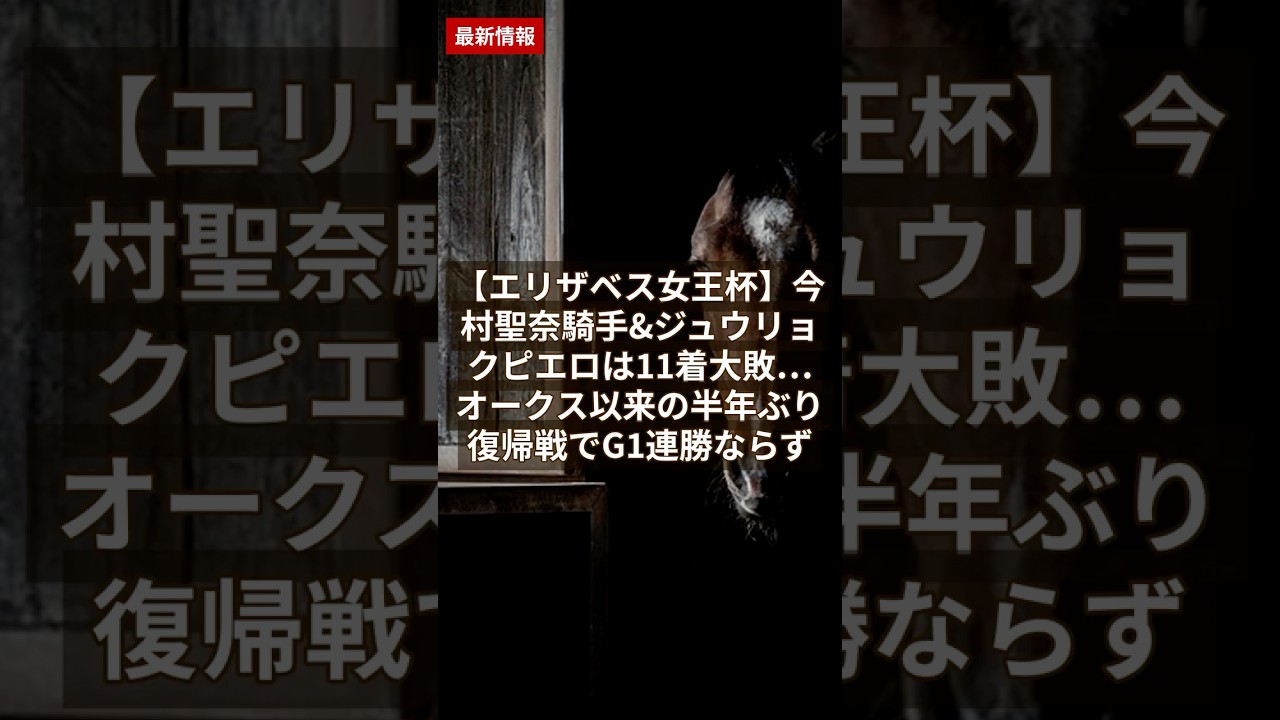 最新情報
【エリザベス女王杯】今
村聖奈騎手&ジュウリョ
クピエロは11着大敗…
オークス以来の半年ぶり
復帰戦でG1連勝ならず